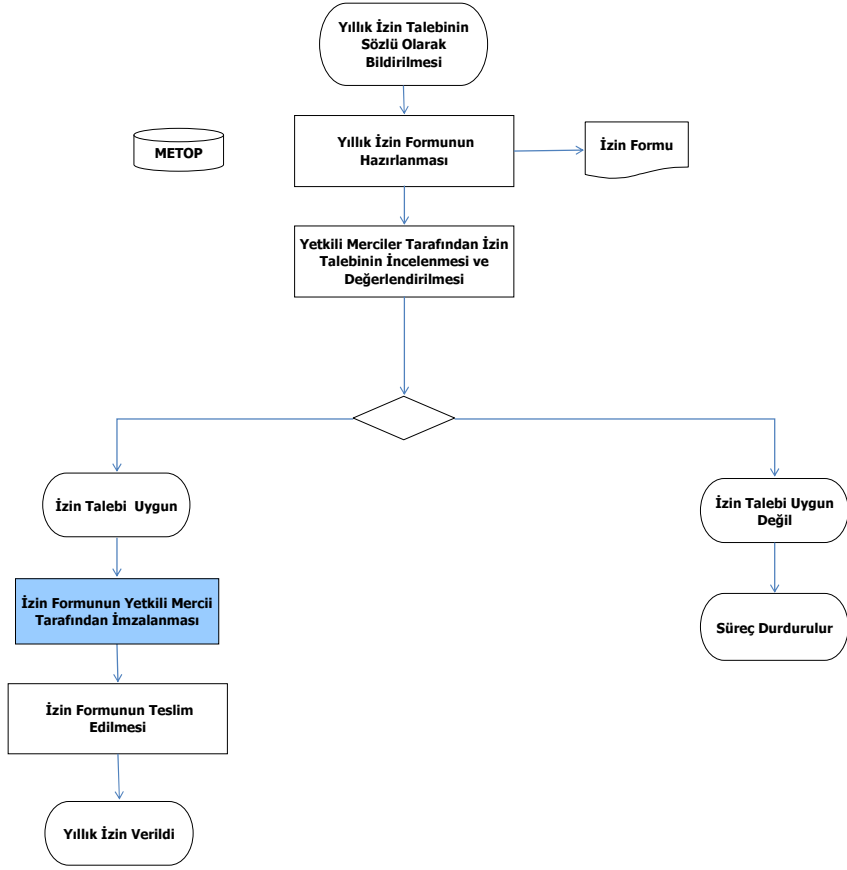 Yıllık İzin Talebinin
Sözlü Olarak
Bildirilmesi
METOP
Yıllık İzin Formunun
Hazırlanması
İzin Formu
Yetkili Merciler Tarafından İzin
Talebinin İncelenmesi ve
Değerlendirilmesi
İzin Talebi  Uygun
İzin Talebi Uygun
Değil
İzin Formunun Yetkili Mercii
Tarafından İmzalanması
Süreç Durdurulur
İzin Formunun Teslim
Edilmesi
Yıllık İzin Verildi